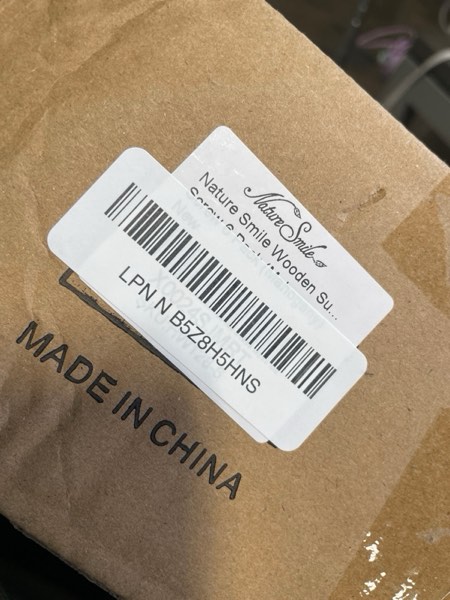 Nature Smile
Nature Smile Wooden Su...
LPN N B5Z8H5HNS
MADE IN CHINA